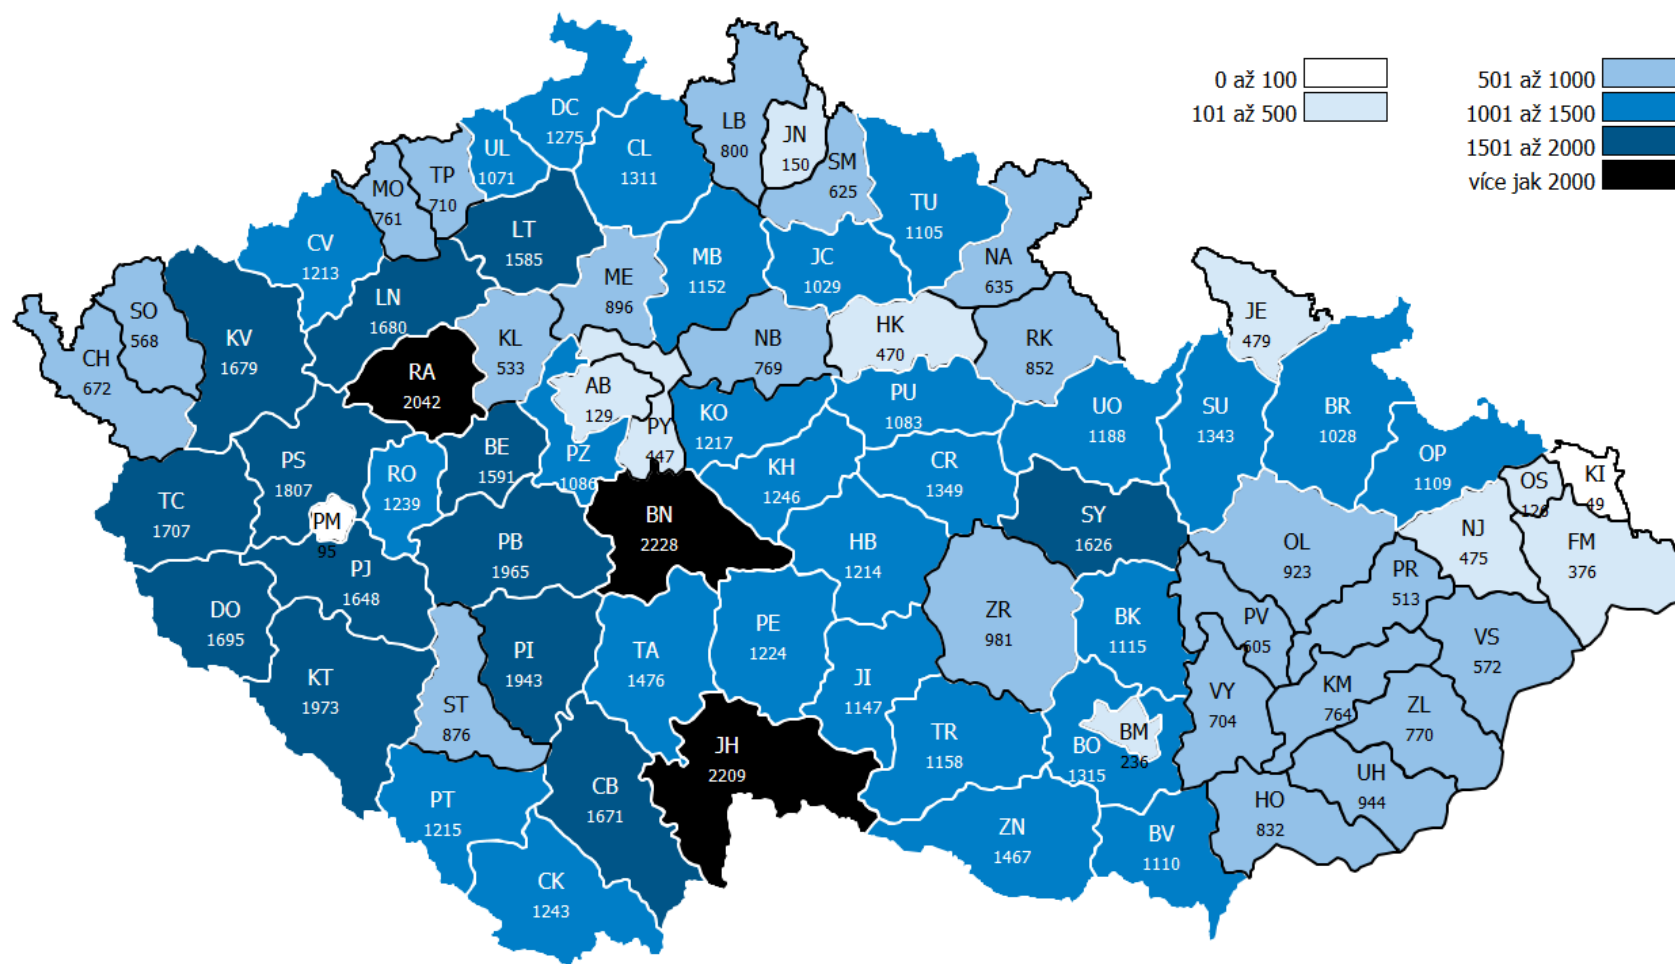 0 až 100
101 až 500
501 až 1000
1001 až 1500
1501 až 2000
více jak 2000
DC
1275
UL
1071
CL
1311
LB
800
JN
150
SM
625
TP
710
MO
761
TU
1105
CV
1213
LT
1585
ME
896
MB
1152
JC
1029
NA
635
LN
1680
SO
568
KV
1679
CH
672
KL
533
RA
2042
NB
769
HK
470
RK
852
JE
479
AB
129
PY
447
KO
1217
PU
1083
UO
1188
SU
1343
BR
1028
BE
1591
PZ
1086
PS
1807
RO
1239
KH
1246
CR
1349
OP
1109
OS
126
KI
49
TC
1707
PM
95
BN
2228
SY
1626
NJ
475
FM
376
PJ
1648
PB
1965
HB
1214
OL
923
PR
513
DO
1695
ZR
981
BK
1115
PV
605
VS
572
KT
1973
PI
1943
TA
1476
PE
1224
JI
1147
ST
876
VY
704
KM
764
ZL
770
JH
2209
TR
1158
BO
1315
BM
236
UH
944
PT
1215
CB
1671
HO
832
ZN
1467
BV
1110
CK
1243